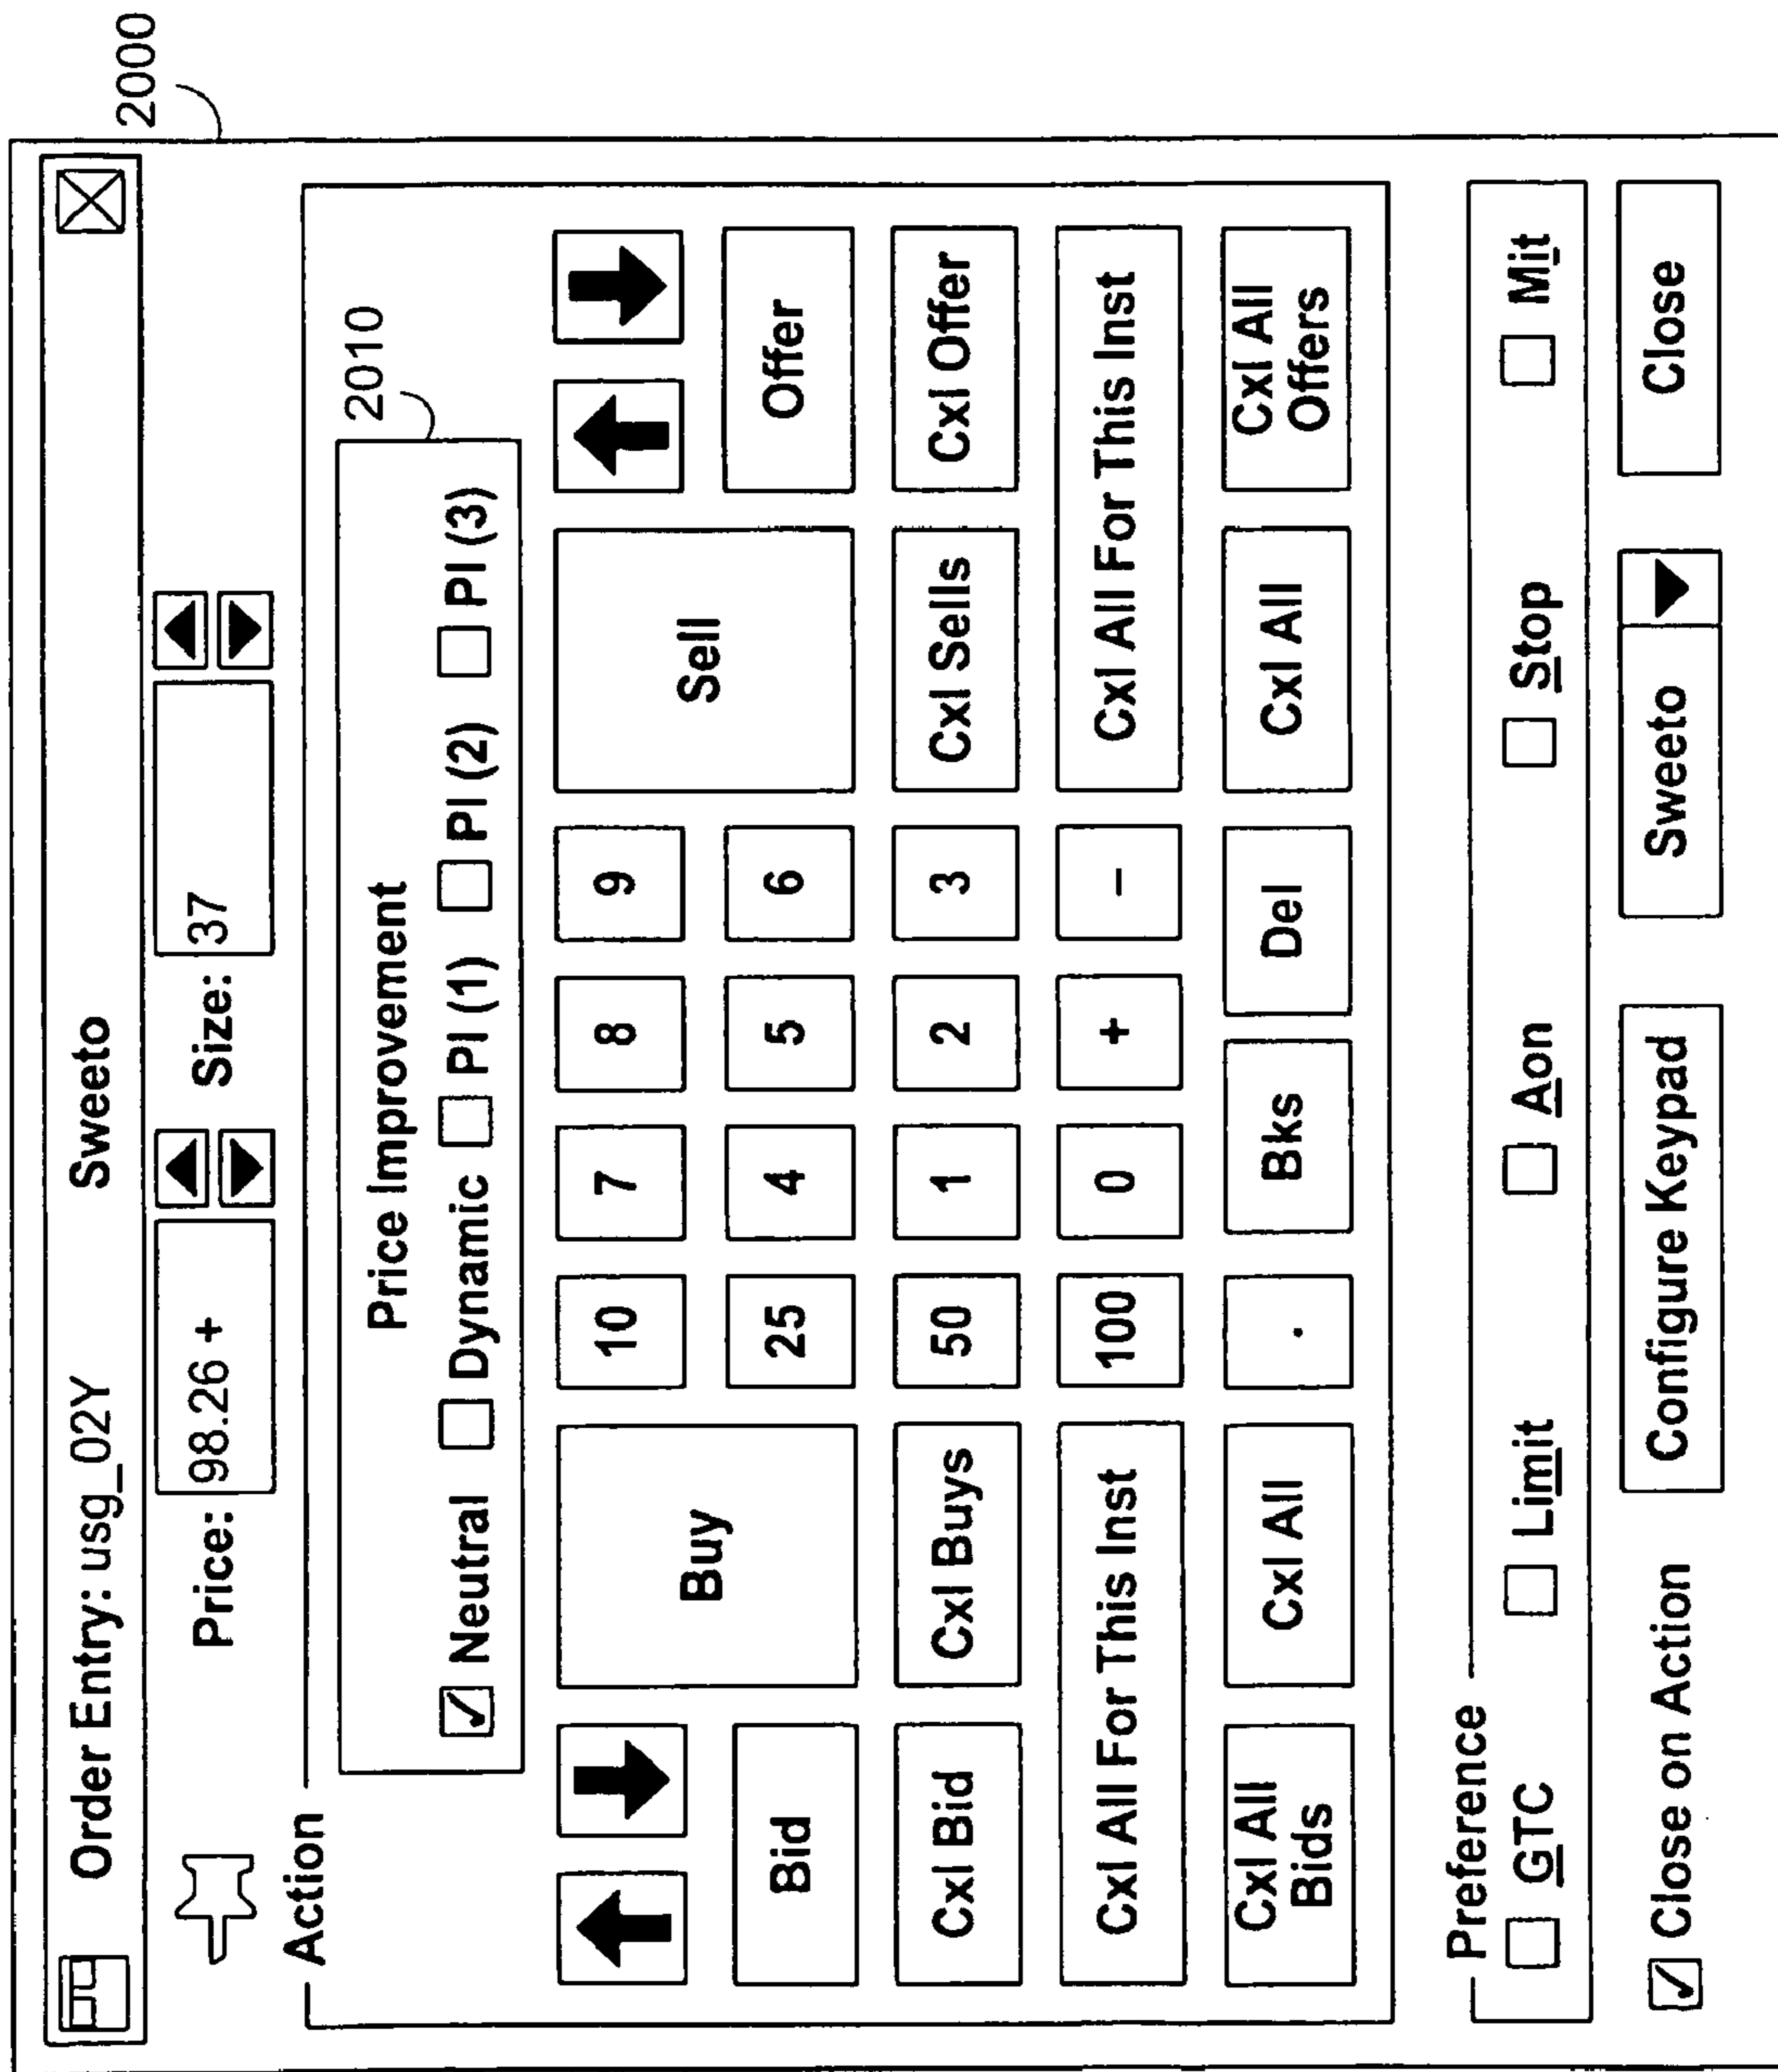 2000
Order Entry: usg_02Y Sweeto
Price: 98.26 + Size: 37
Action
2010
Price Improvement
☑ Neutral ☐ Dynamic ☐ PI (1) ☐ PI (2) ☐ PI (3)
10 7 8 9
Buy Sell
Bid 25 4 5 6 Offer
Cxl Bid Cxl Buys 50 1 2 3 Cxl Sells Cxl Offer
Cxl All For This Inst 100 0 + - Cxl All For This Inst
Cxl All Bids Cxl All . Bks Del Cxl All Cxl All Offers
Preference
☐ GTC ☐ Limit ☐ Aon ☐ Stop ☐ Mit
☑ Close on Action Configure Keypad Sweeto Close